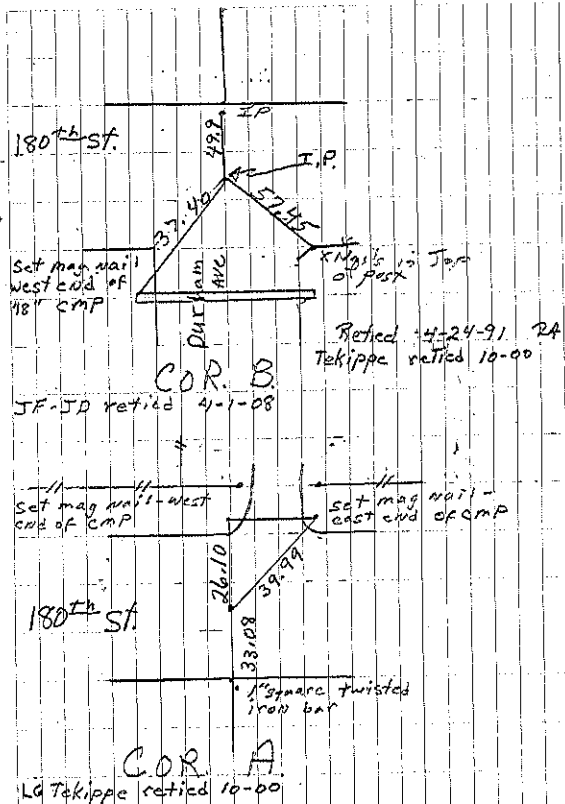 I.P.
180th St.
49.9
I.P.
37.40
57.45
Set mag nail
west end of
48" CMP
Durham
Ave
X Nails in Top
of post
Retied 4-24-91 RA
Tekippe retied 10-00
COR. B.
JF-JD retied 4-1-08
Set mag nail-west
end of CMP
Set mag nail-
east end of CMP
26.10
39.99
180th St.
33.08
1" square twisted
iron bar
COR A.
LG Tekippe retied 10-00